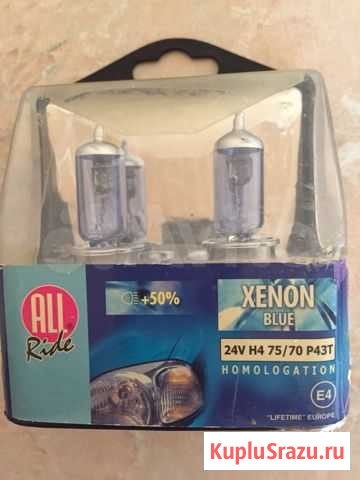 ALL
Ride
+50%
XENON
BLUE
24V H4 75/70 P43T
HOMOLOGATION
E4
"LIFETIME" EUROPE
KupluSrazu.ru